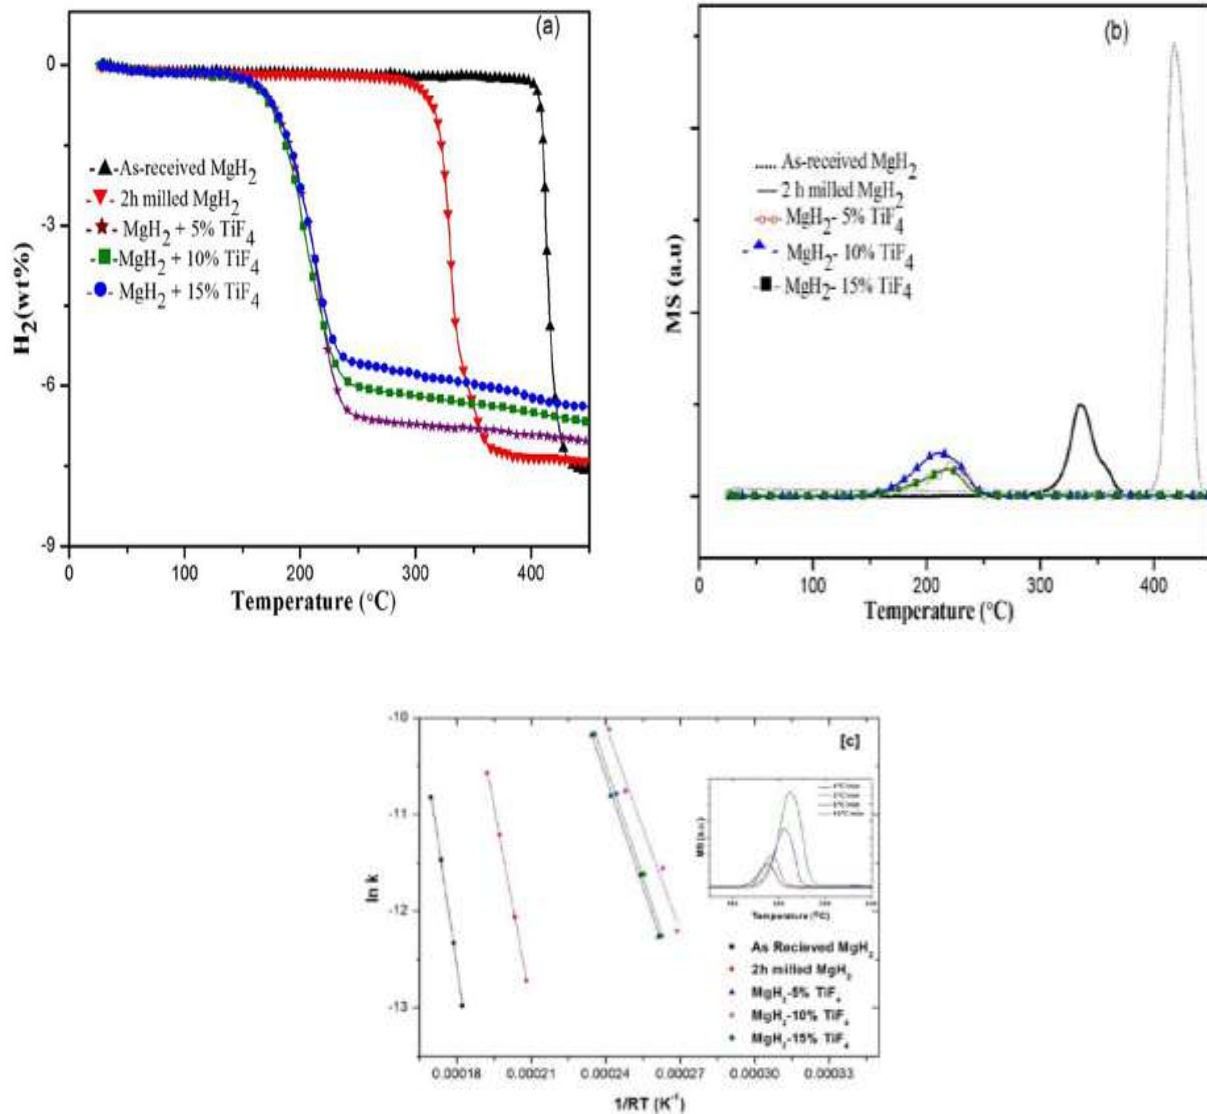 (a)
0
-3
-6
-9
H2(wt%)
As-received MgH2
2h milled MgH2
MgH2 + 5% TiF4
MgH2 + 10% TiF4
MgH2 + 15% TiF4
0 100 200 300 400
Temperature (°C)
(b)
MS (a.u)
As-received MgH2
2 h milled MgH2
MgH2- 5% TiF4
MgH2- 10% TiF4
MgH2- 15% TiF4
0 100 200 300 400
Temperature (°C)
[c]
-10
-11
-12
-13
ln k
MS (a.u.)
Temperature (°C)
As Recieved MgH2
2h milled MgH2
MgH2-5% TiF4
MgH2-10% TiF4
MgH2-15% TiF4
0.00018 0.00021 0.00024 0.00027 0.00030 0.00033
1/RT (K-1)